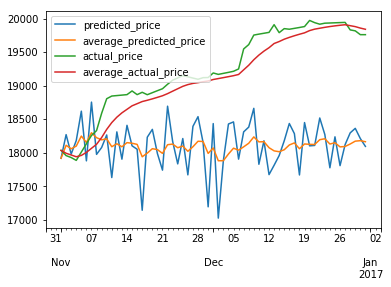 20000
19500
19000
18500
18000
17500
17000
predicted_price
average_predicted_price
actual_price
average_actual_price
31 07 14 21 05 12 19 26 02
Nov Dec Jan
2017